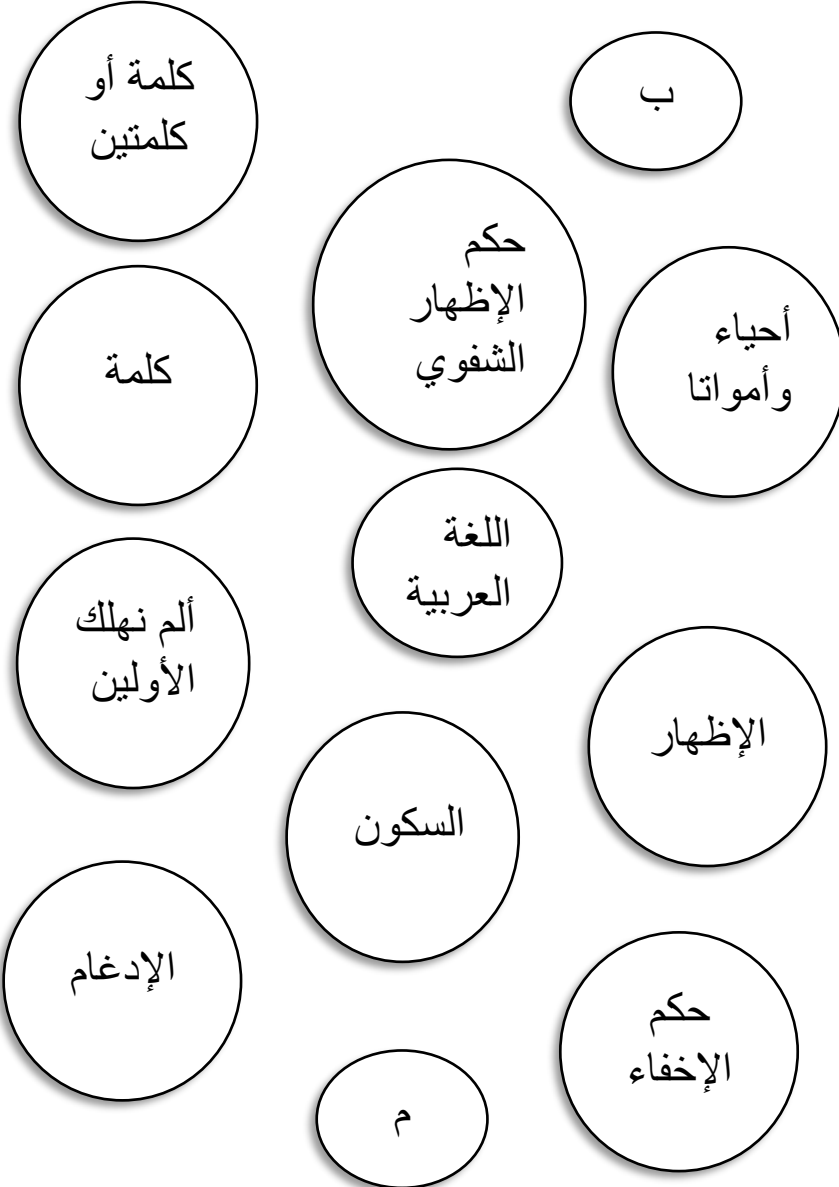 ب
كلمة أو
كلمتين
حكم
الإظهار
الشفوي
أحياء
وأمواتا
كلمة
اللغة
العربية
ألم نهلك
الأولين
الإظهار
السكون
الإدغام
حكم
الإخفاء
م